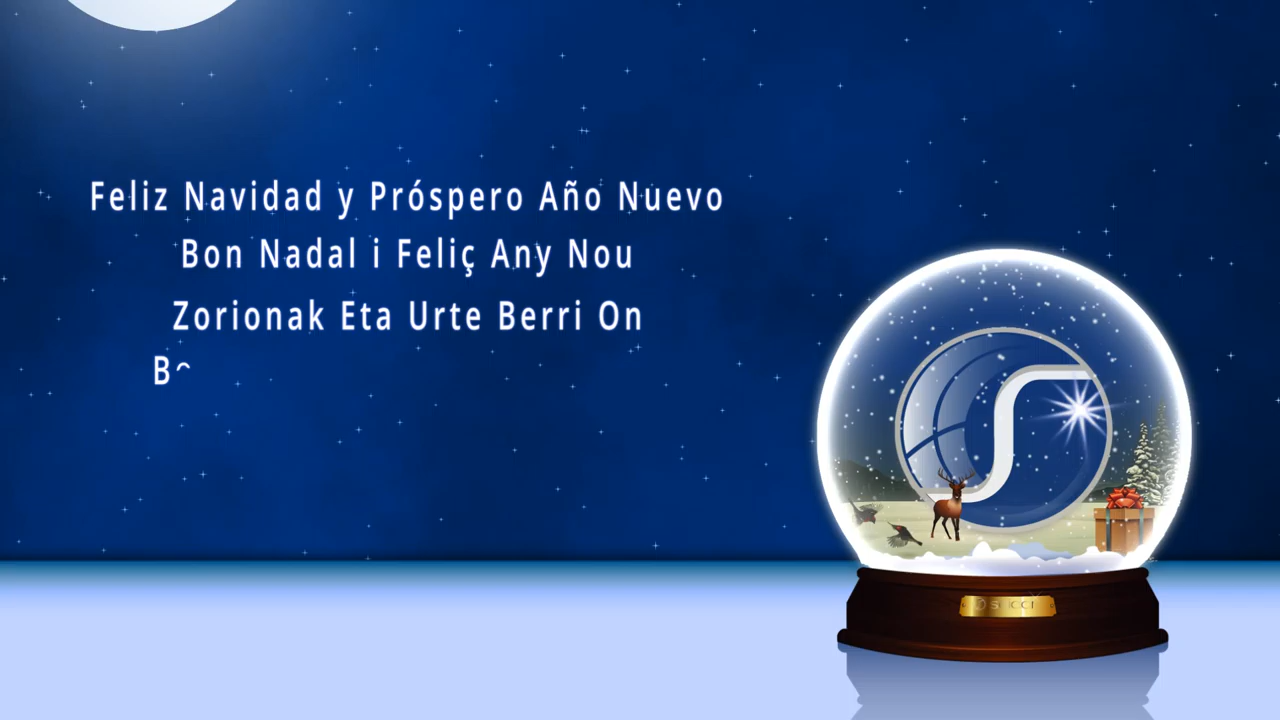 Feliz Navidad y Próspero Año Nuevo
Bon Nadal i Feliç Any Nou
Zorionak Eta Urte Berri On